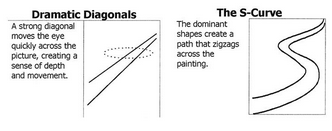 Dramatic Diagonals
A strong diagonal
moves the eye
quickly across the
picture, creating a
sense of depth
and movement.
The S-Curve
The dominant
shapes create a
path that zigzags
across the
painting.